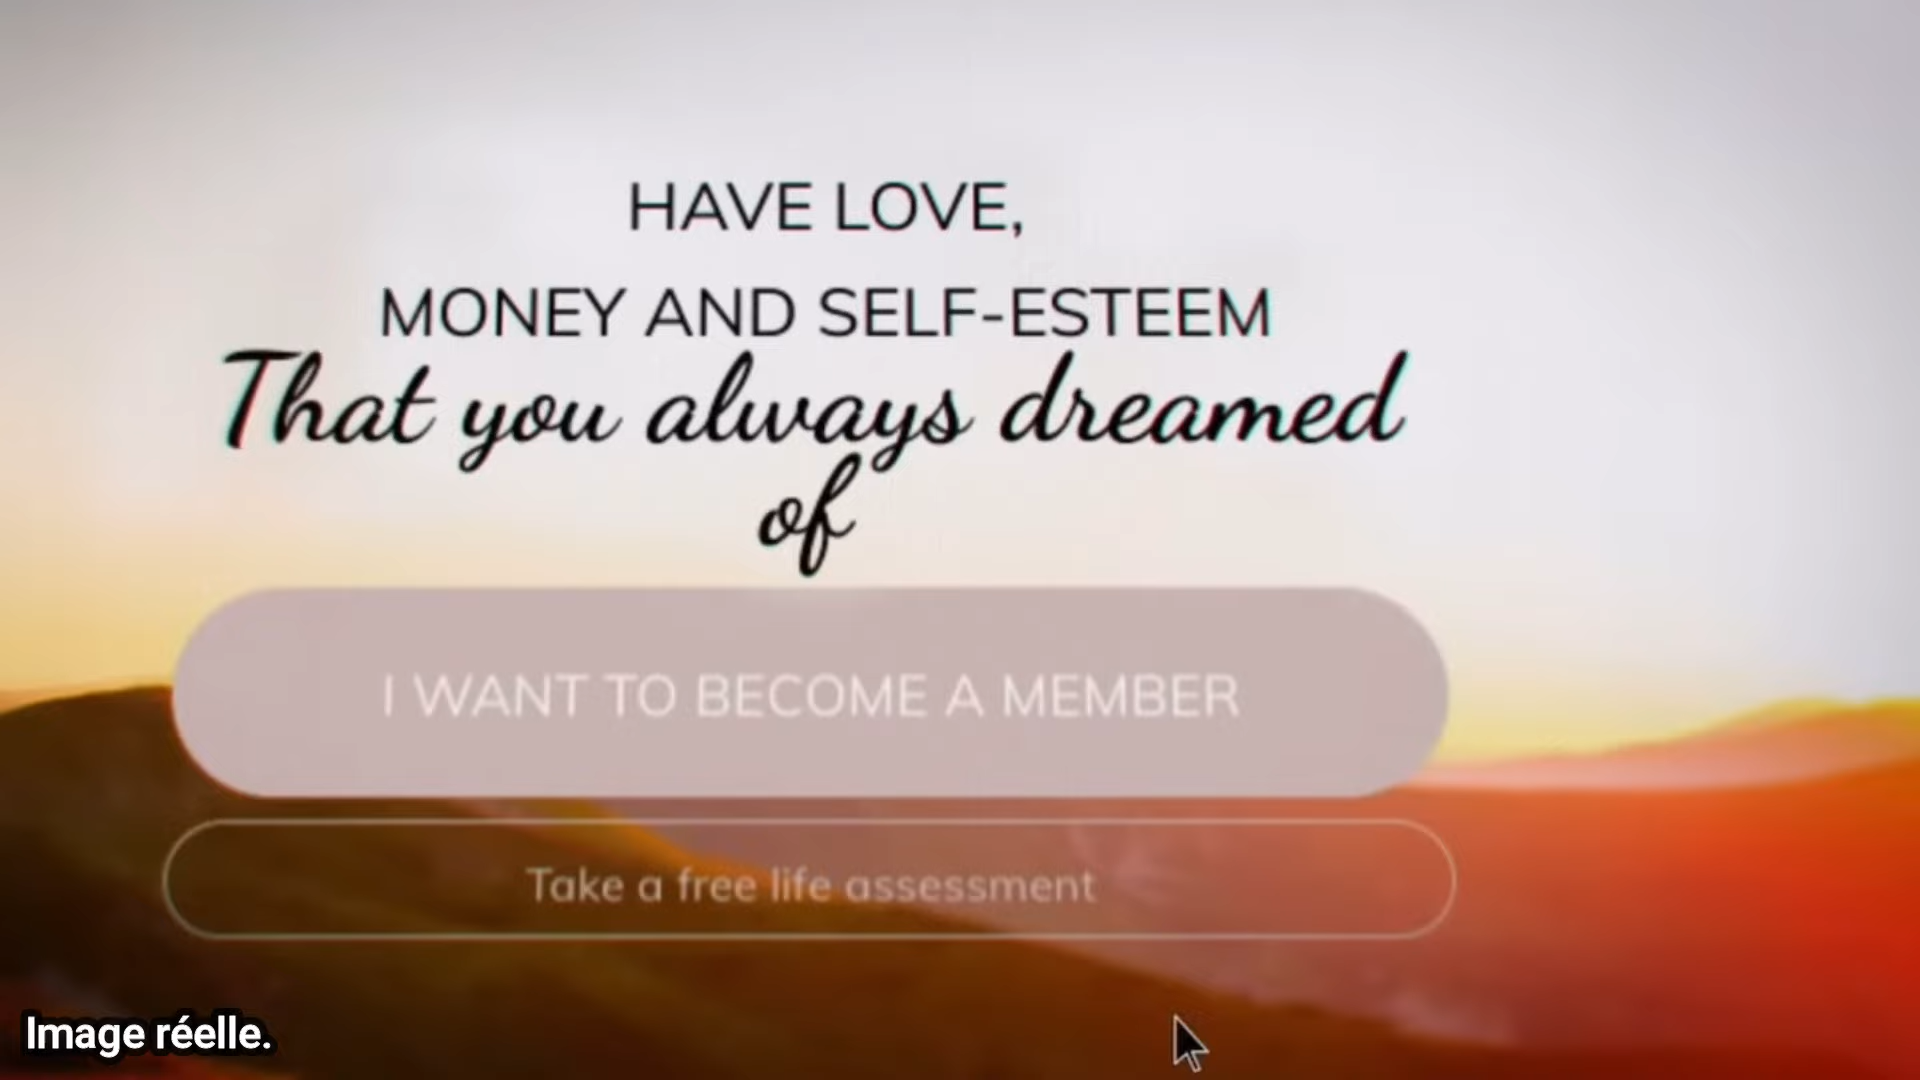 HAVE LOVE,
MONEY AND SELF-ESTEEM
That you always dreamed
of
I WANT TO BECOME A MEMBER
Take a free life assessment
Image réelle.